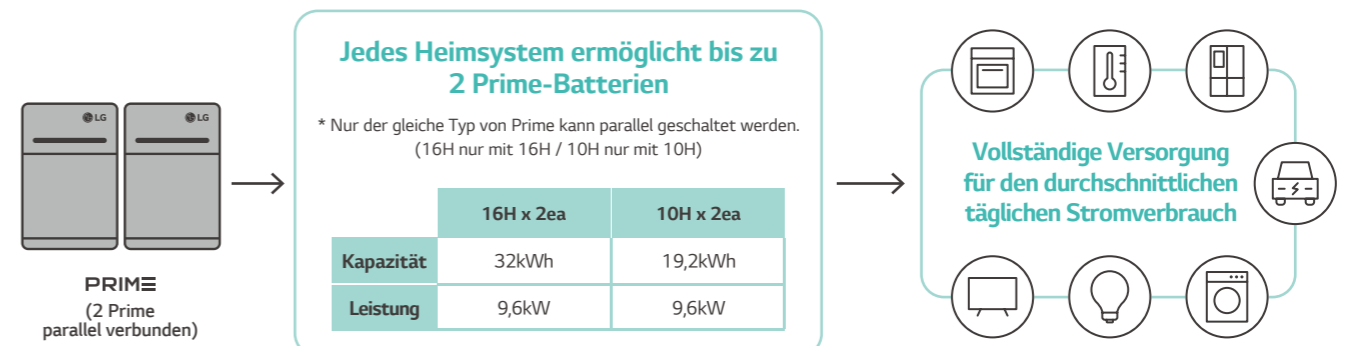 LG
LG
PRIME
(2 Prime
parallel verbunden)
Jedes Heimsystem ermöglicht bis zu
2 Prime-Batterien
* Nur der gleiche Typ von Prime kann parallel geschaltet werden.
(16H nur mit 16H / 10H nur mit 10H)
16H x 2ea 10H x 2ea
Kapazität 32kWh 19,2kWh
Leistung 9,6kW 9,6kW
Vollständige Versorgung
für den durchschnittlichen
täglichen Stromverbrauch